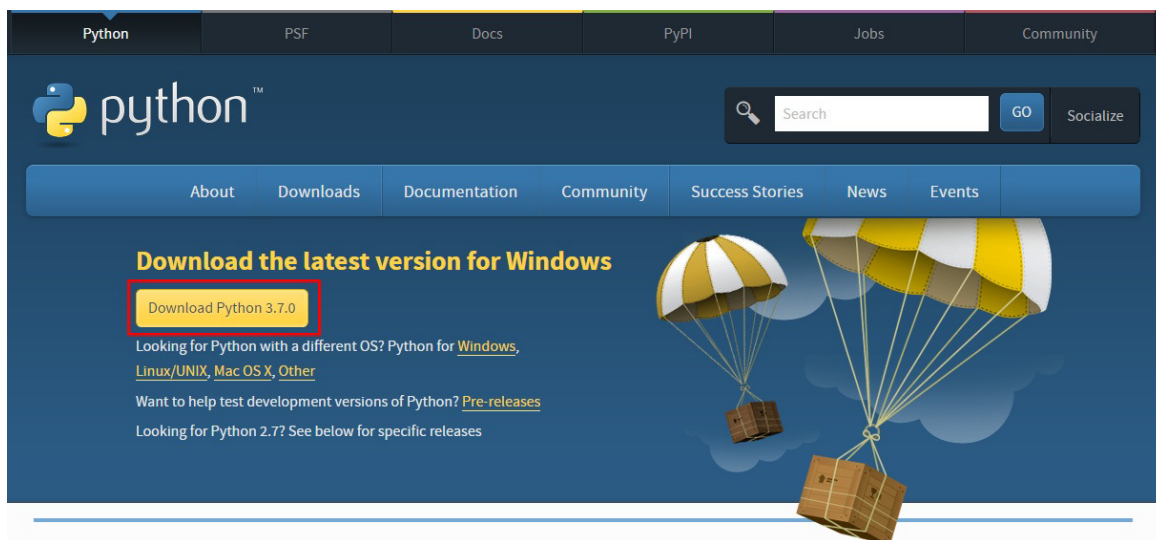 Python PSF Docs PyPI Jobs Community
python™
Search GO Socialize
About Downloads Documentation Community Success Stories News Events
Download the latest version for Windows
Download Python 3.7.0
Looking for Python with a different OS? Python for Windows,
Linux/UNIX, Mac OS X, Other
Want to help test development versions of Python? Pre-releases
Looking for Python 2.7? See below for specific releases